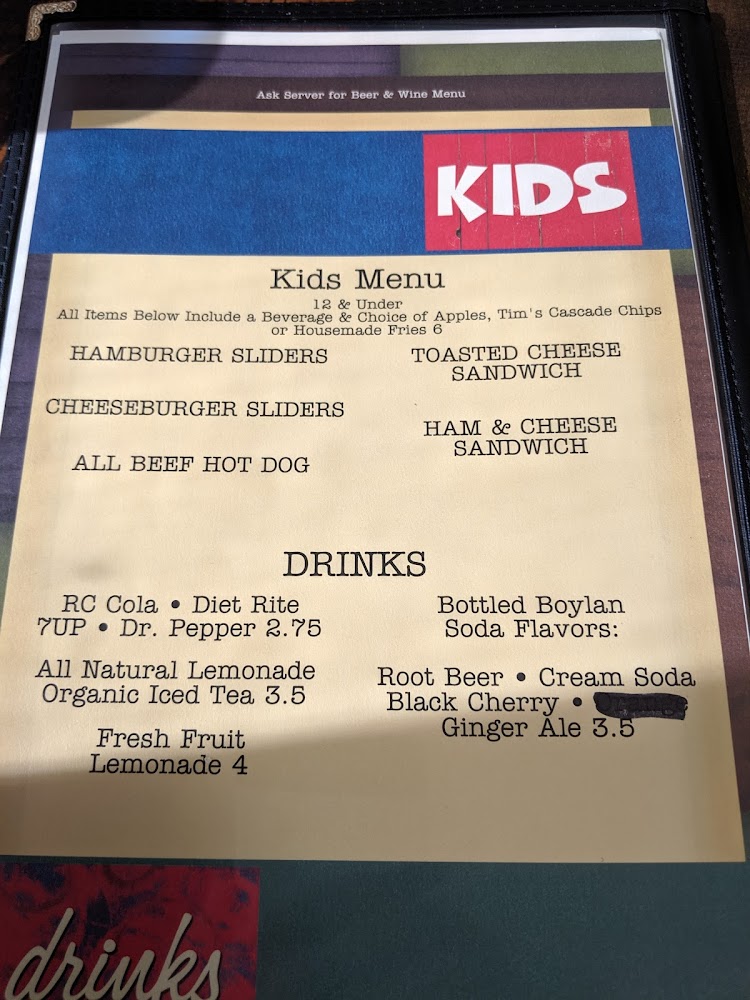 Ask Server for Beer & Wine Menu
KIDS
Kids Menu
12 & Under
All Items Below Include a Beverage & Choice of Apples, Tim's Cascade Chips
or Housemade Fries 6
HAMBURGER SLIDERS
CHEESEBURGER SLIDERS
ALL BEEF HOT DOG
TOASTED CHEESE
SANDWICH
HAM & CHEESE
SANDWICH
DRINKS
RC Cola • Diet Rite
7UP • Dr. Pepper 2.75
All Natural Lemonade
Organic Iced Tea 3.5
Fresh Fruit
Lemonade 4
Bottled Boylan
Soda Flavors:
Root Beer • Cream Soda
Black Cherry • Orange
Ginger Ale 3.5
drinks